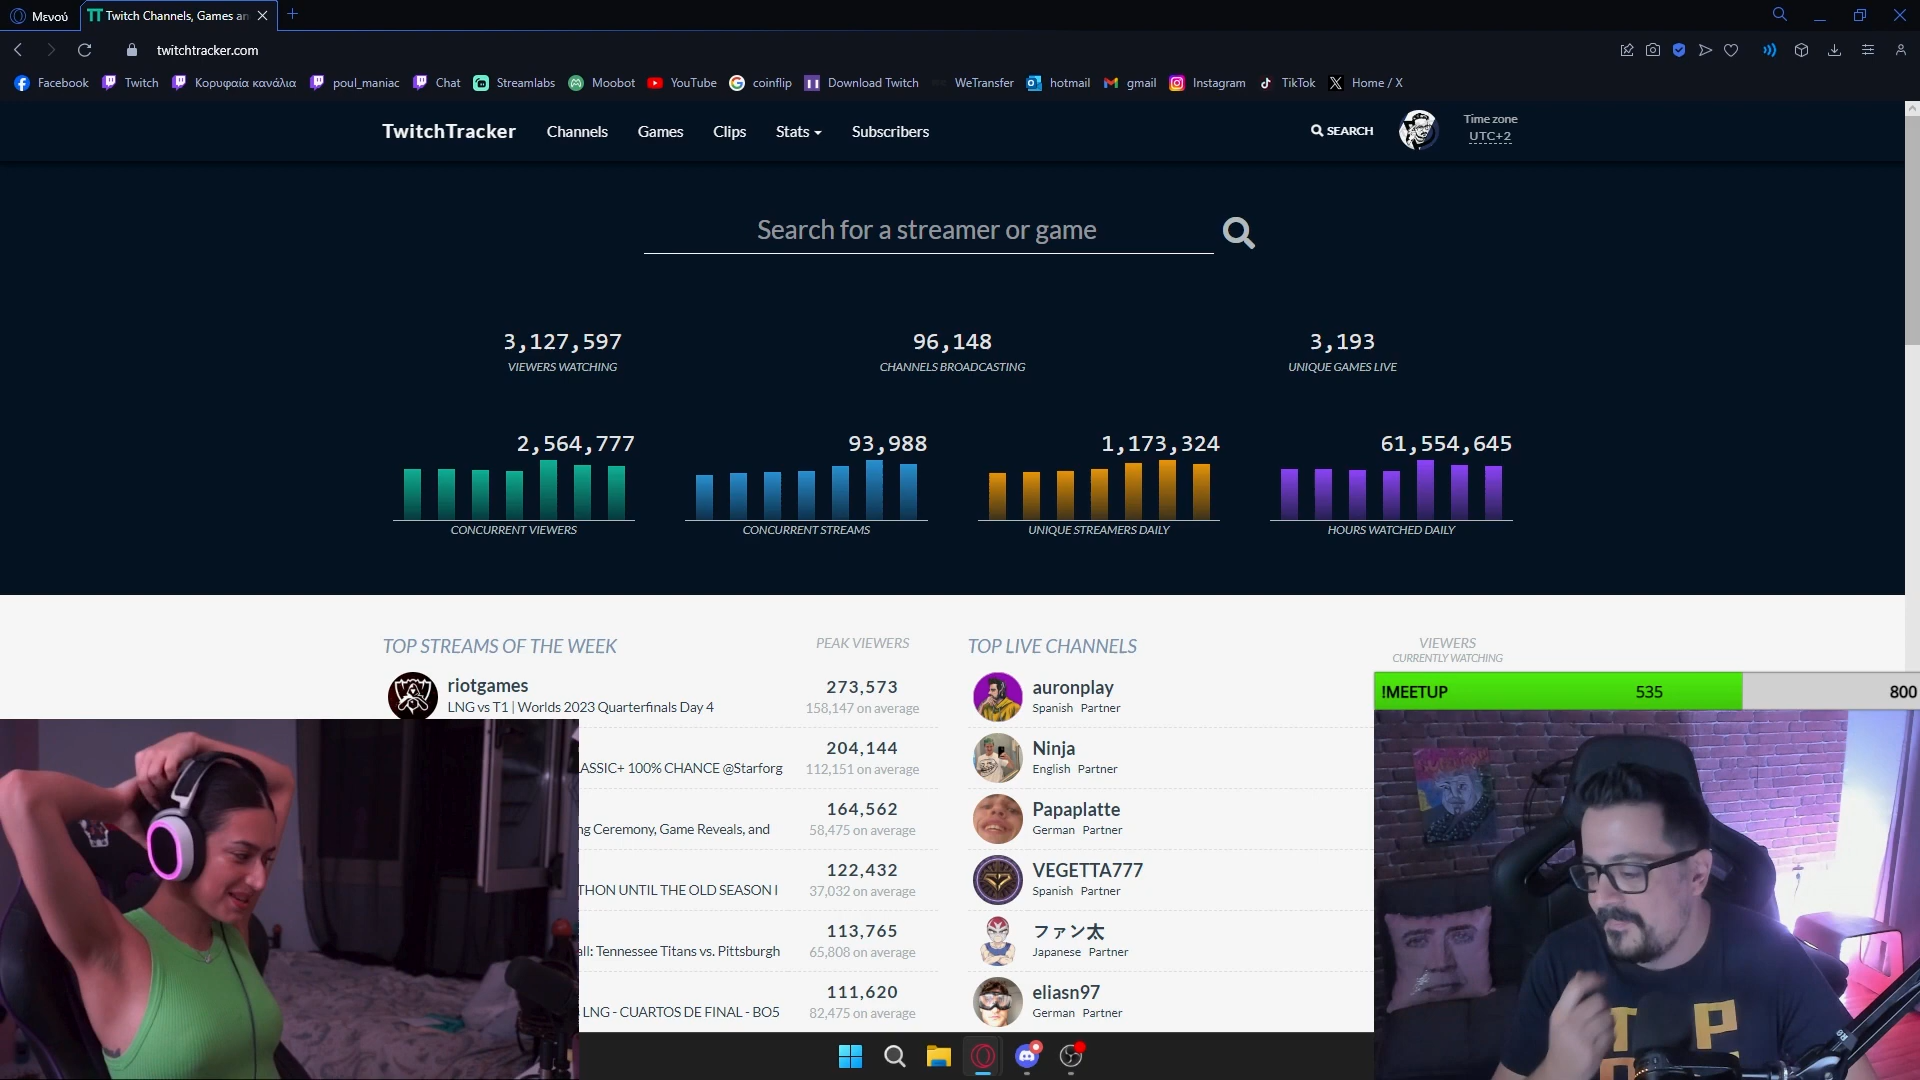 Μενού
Twitch Channels, Games an
twitchtracker.com
Facebook
Twitch
Κορυφαία κανάλια
poul_maniac
Chat
Streamlabs
Moobot
YouTube
coinflip
Download Twitch
WeTransfer
hotmail
gmail
Instagram
TikTok
Home / X
TwitchTracker
Channels
Games
Clips
Stats
Subscribers
SEARCH
Time zone
UTC+2
Search for a streamer or game
3,127,597
VIEWERS WATCHING
96,148
CHANNELS BROADCASTING
3,193
UNIQUE GAMES LIVE
2,564,777
CONCURRENT VIEWERS
93,988
CONCURRENT STREAMS
1,173,324
UNIQUE STREAMERS DAILY
61,554,645
HOURS WATCHED DAILY
TOP STREAMS OF THE WEEK
PEAK VIEWERS
riotgames
LNG vs T1 | Worlds 2023 Quarterfinals Day 4
273,573
158,147 on average
204,144
ASSIC+ 100% CHANCE @Starforg
112,151 on average
164,562
ng Ceremony, Game Reveals, and
58,475 on average
122,432
THON UNTIL THE OLD SEASON I
37,032 on average
113,765
all: Tennessee Titans vs. Pittsburgh
65,808 on average
111,620
LNG - CUARTOS DE FINAL - BO5
82,475 on average
TOP LIVE CHANNELS
VIEWERS
CURRENTLY WATCHING
auronplay
Spanish Partner
Ninja
English Partner
Papaplatte
German Partner
VEGETTA777
Spanish Partner
ファン太
Japanese Partner
eliasn97
German Partner
!MEETUP
535
800
T P